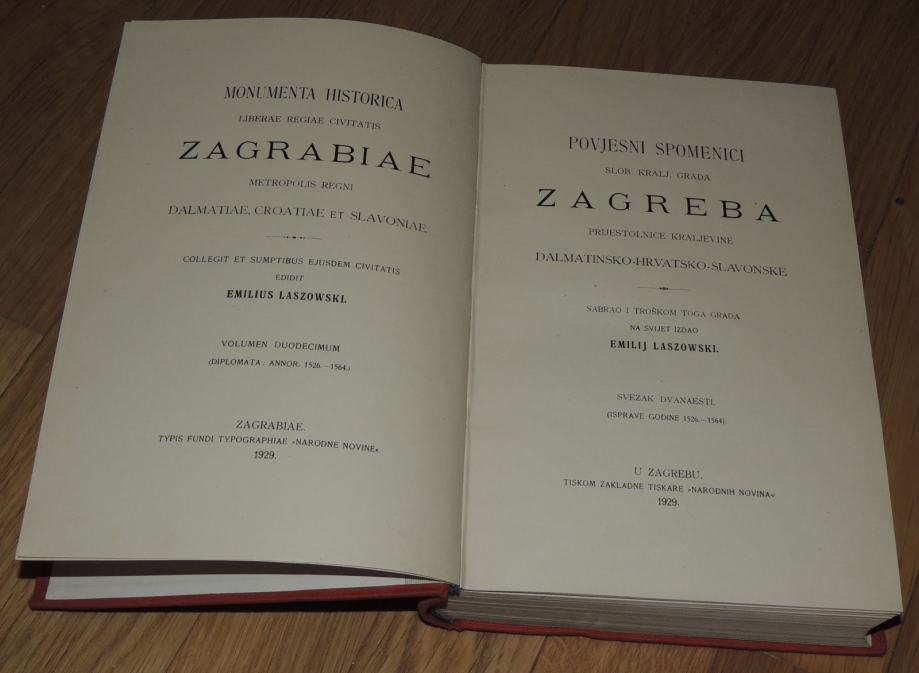 MONUMENTA HISTORICA
LIBERAE REGIAE CIVITATIS
ZAGRABIAE
METROPOLIS REGNI
DALMATIAE, CROATIAE ET SLAVONIAE
COLLEGIT ET SUMPTIBUS EJUSDEM CIVITATIS
EDIDIT
EMILIUS LASZOWSKI.
VOLUMEN DUODECIMUM
(DIPLOMATA: ANNOR. 1526.—1564.)
ZAGRABIAE.
TYPIS FUNDI TYPOGRAPHIAE »NARODNE NOVINE«
1929.
POVJESNI SPOMENICI
SLOB. KRALJ. GRADA
ZAGREBA
PRIJESTOLNICE KRALJEVINE
DALMATINSKO-HRVATSKO-SLAVONSKE
SABRAO I TROŠKOM TOGA GRADA
NA SVIJET IZDAO
EMILIJ LASZOWSKI.
SVEZAK DVANAESTI.
(ISPRAVE GODINE 1526.—1564).
U ZAGREBU.
TISKOM ZAKLADNE TISKARE »NARODNIH NOVINA«
1929.